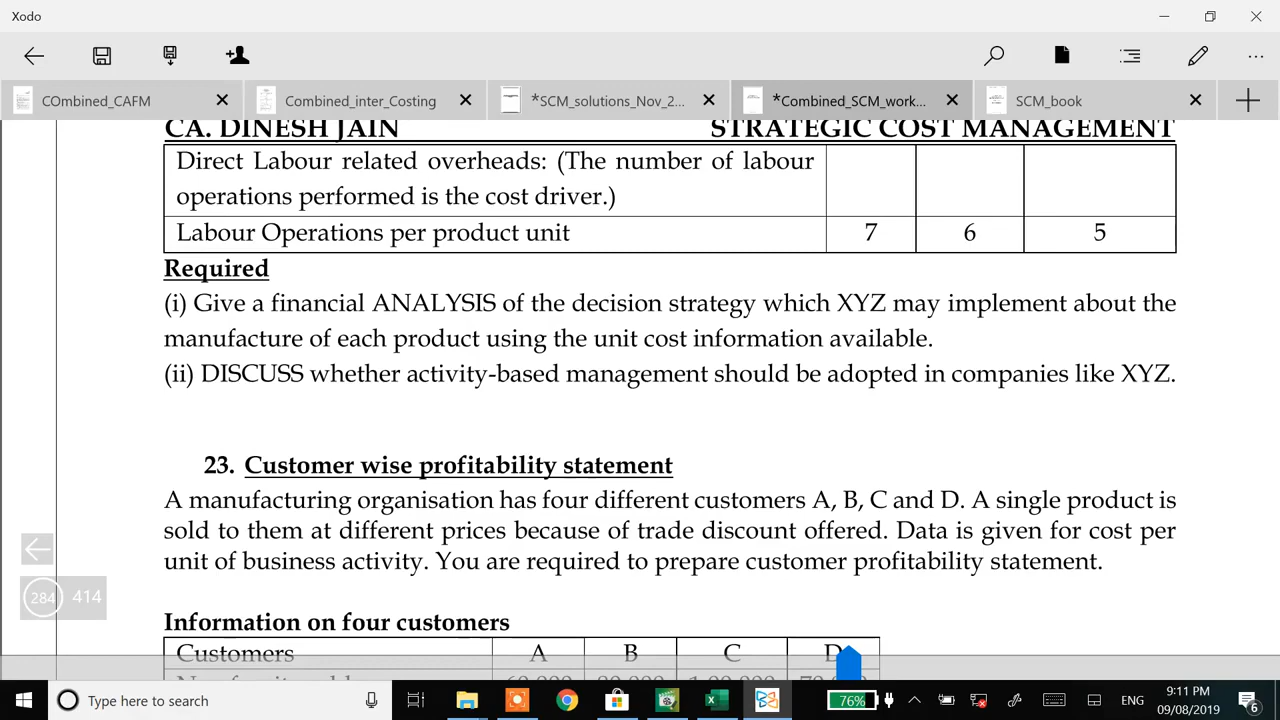 Xodo
COmbined_CAFM
Combined_inter_Costing
*SCM_solutions_Nov_2...
*Combined_SCM_work...
SCM_book
CA. DINESH JAIN STRATEGIC COST MANAGEMENT
Direct Labour related overheads: (The number of labour
operations performed is the cost driver.)
Labour Operations per product unit 7 6 5
Required
(i) Give a financial ANALYSIS of the decision strategy which XYZ may implement about the
manufacture of each product using the unit cost information available.
(ii) DISCUSS whether activity-based management should be adopted in companies like XYZ.
23. Customer wise profitability statement
A manufacturing organisation has four different customers A, B, C and D. A single product is
sold to them at different prices because of trade discount offered. Data is given for cost per
unit of business activity. You are required to prepare customer profitability statement.
284 414
Information on four customers
Customers A B C D
Type here to search
76%
ENG
9:11 PM
09/08/2019
6